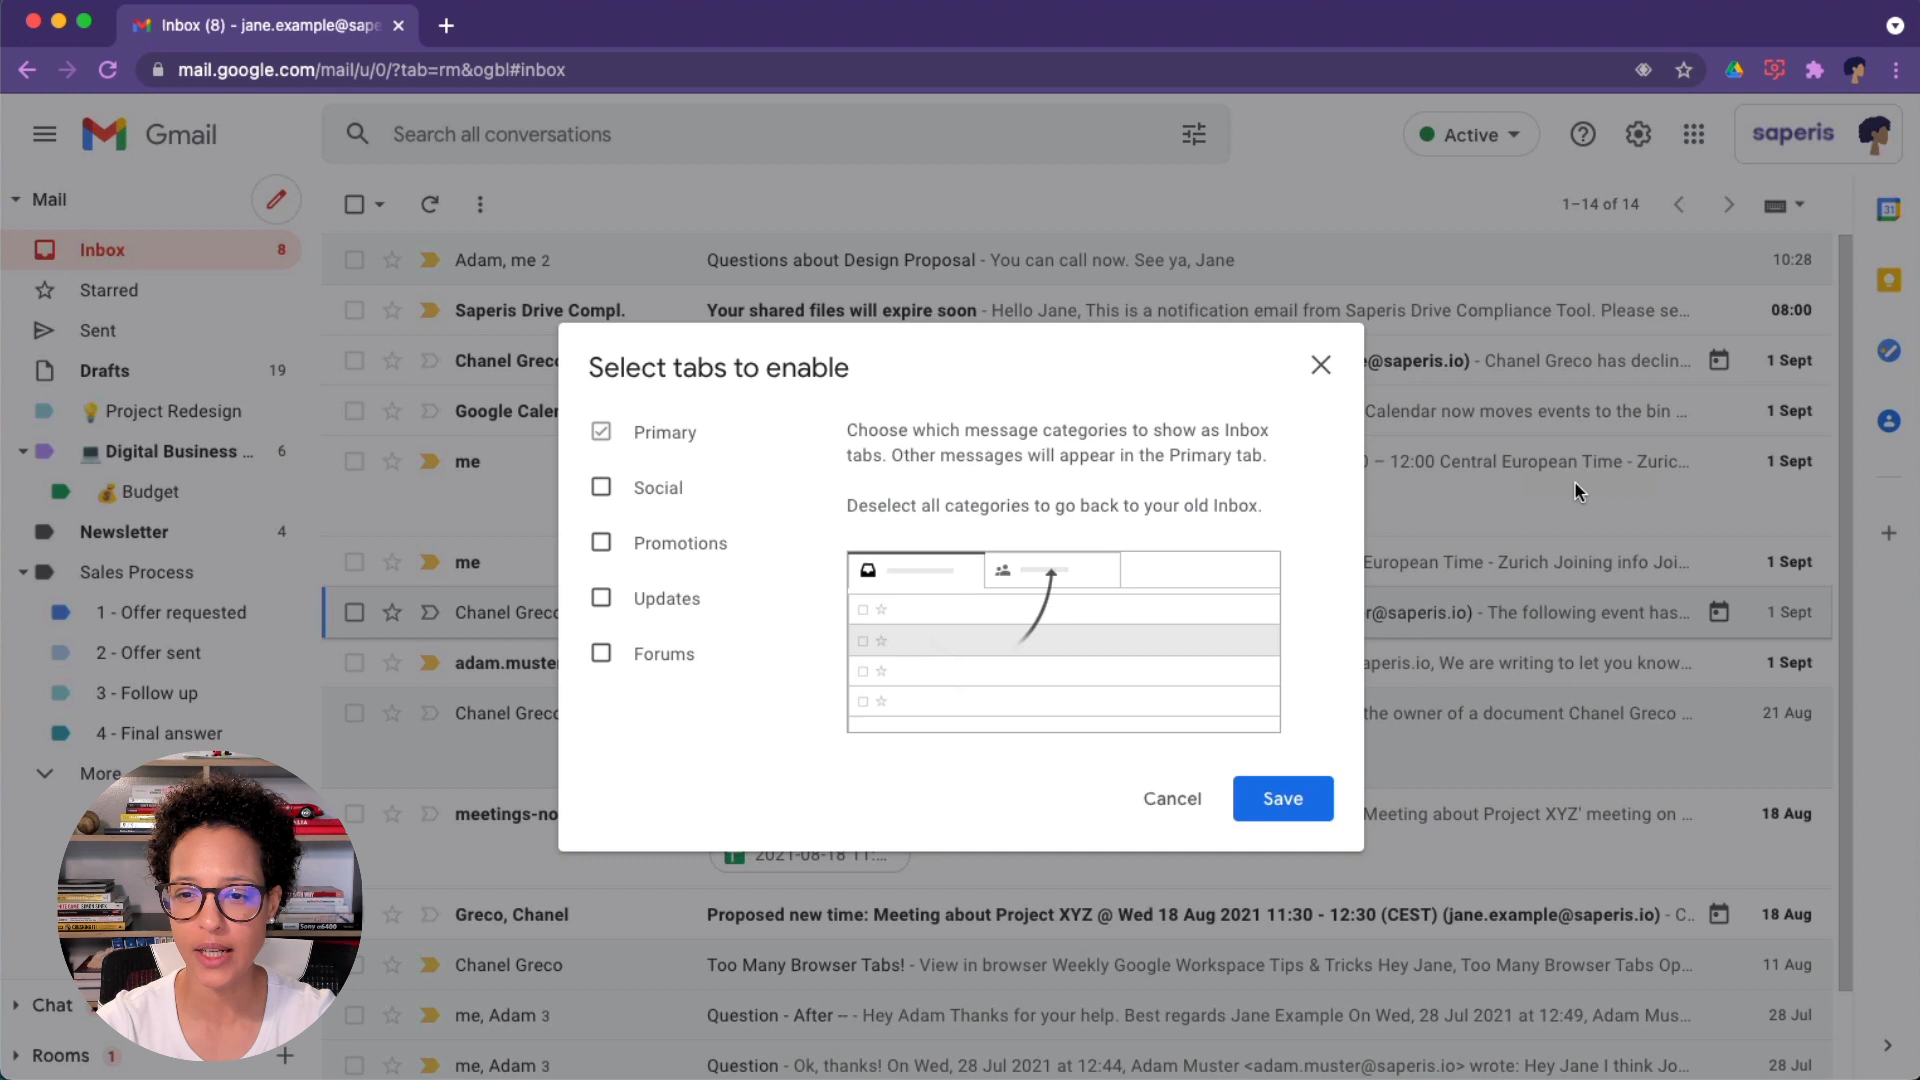 Inbox (8) - jane.example@sape
mail.google.com/mail/u/0/?tab=rm&ogbl#inbox
Gmail
Search all conversations
Active
saperis
Mail
1–14 of 14
31
Inbox 8
Starred
Sent
Drafts 19
Project Redesign
Digital Business ... 6
Budget
Newsletter 4
Sales Process
1 - Offer requested
2 - Offer sent
3 - Follow up
4 - Final answer
More
Chat
Rooms 1
Adam, me 2 Questions about Design Proposal - You can call now. See ya, Jane 10:28
Saperis Drive Compl. Your shared files will expire soon - Hello Jane, This is a notification email from Saperis Drive Compliance Tool. Please se... 08:00
Chanel Greco @saperis.io) - Chanel Greco has declin... 1 Sept
Google Calen Calendar now moves events to the bin ... 1 Sept
me – 12:00 Central European Time - Zuric... 1 Sept
me European Time - Zurich Joining info Joi... 1 Sept
Chanel Greco r@saperis.io) - The following event has... 1 Sept
adam.muster aperis.io, We are writing to let you know... 1 Sept
Chanel Greco the owner of a document Chanel Greco ... 21 Aug
meetings-no Meeting about Project XYZ' meeting on ... 18 Aug
2021-08-18 11:...
Greco, Chanel Proposed new time: Meeting about Project XYZ @ Wed 18 Aug 2021 11:30 - 12:30 (CEST) (jane.example@saperis.io) - C.. 18 Aug
Chanel Greco Too Many Browser Tabs! - View in browser Weekly Google Workspace Tips & Tricks Hey Jane, Too Many Browser Tabs Op... 11 Aug
me, Adam 3 Question - After -- - Hey Adam Thanks for your help. Best regards Jane Example On Wed, 28 Jul 2021 at 12:49, Adam Mus... 28 Jul
me, Adam 3 Question - Ok, thanks! On Wed, 28 Jul 2021 at 12:44, Adam Muster <adam.muster@saperis.io> wrote: Hey Jane I think Jo... 28 Jul
Select tabs to enable
Primary
Social
Promotions
Updates
Forums
Choose which message categories to show as Inbox
tabs. Other messages will appear in the Primary tab.
Deselect all categories to go back to your old Inbox.
Cancel
Save
Sony α6400